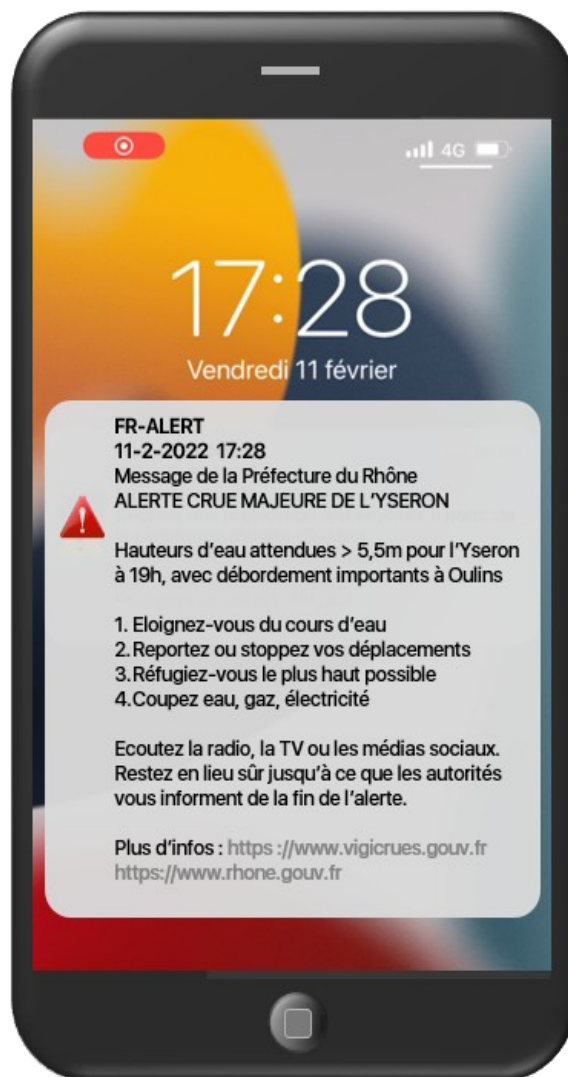 4G
17:28
Vendredi 11 février
FR-ALERT
11-2-2022 17:28
Message de la Préfecture du Rhône
ALERTE CRUE MAJEURE DE L'YSERON
Hauteurs d'eau attendues > 5,5m pour l'Yseron
à 19h, avec débordement importants à Oulins
1. Eloignez-vous du cours d'eau
2. Reportez ou stoppez vos déplacements
3. Réfugiez-vous le plus haut possible
4. Coupez eau, gaz, électricité
Ecoutez la radio, la TV ou les médias sociaux.
Restez en lieu sûr jusqu'à ce que les autorités
vous informent de la fin de l'alerte.
Plus d'infos : https ://www.vigicrues.gouv.fr
https://www.rhone.gouv.fr